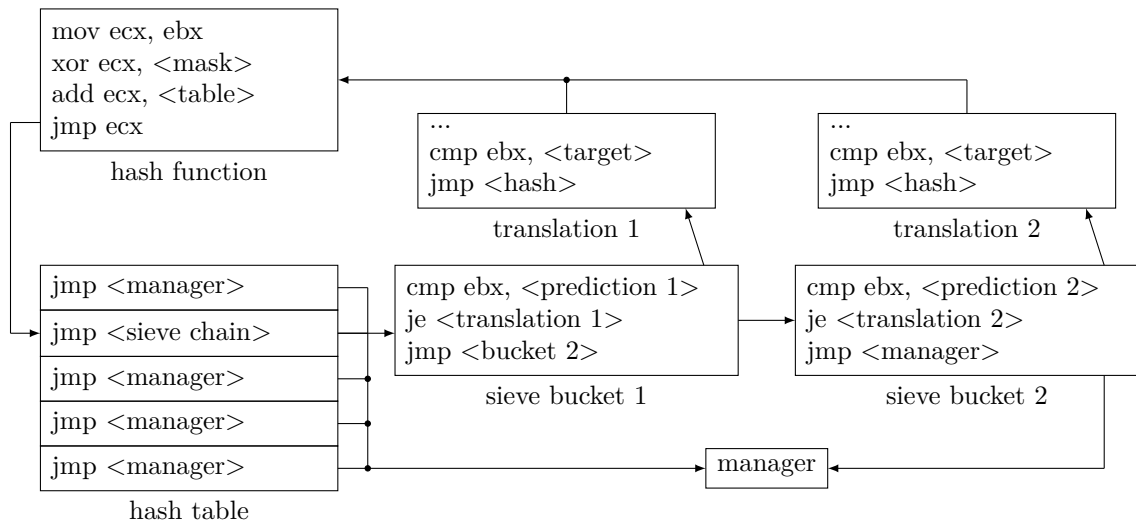 mov ecx, ebx
xor ecx, <mask>
add ecx, <table>
jmp ecx
hash function
...
cmp ebx, <target>
jmp <hash>
translation 1
...
cmp ebx, <target>
jmp <hash>
translation 2
jmp <manager>
jmp <sieve chain>
jmp <manager>
jmp <manager>
jmp <manager>
hash table
cmp ebx, <prediction 1>
je <translation 1>
jmp <bucket 2>
sieve bucket 1
cmp ebx, <prediction 2>
je <translation 2>
jmp <manager>
sieve bucket 2
manager